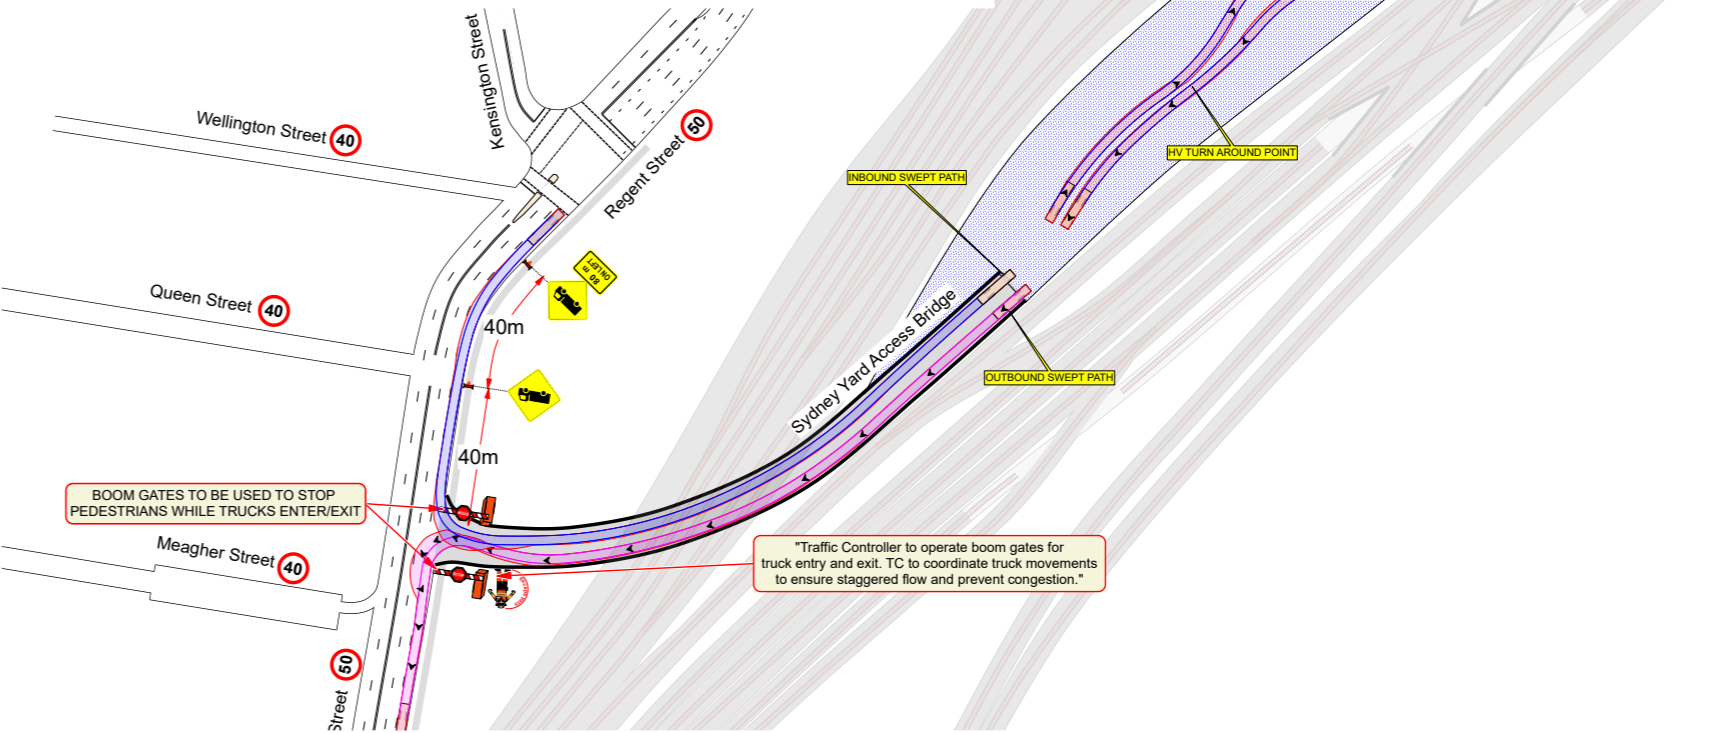 Kensington Street
Wellington Street
40
Regent Street
50
HV TURN AROUND POINT
INBOUND SWEPT PATH
80 m
ON LEFT
Queen Street
40
40m
Sydney Yard Access Bridge
OUTBOUND SWEPT PATH
40m
BOOM GATES TO BE USED TO STOP
PEDESTRIANS WHILE TRUCKS ENTER/EXIT
Meagher Street
40
"Traffic Controller to operate boom gates for
truck entry and exit. TC to coordinate truck movements
to ensure staggered flow and prevent congestion."
50
Street